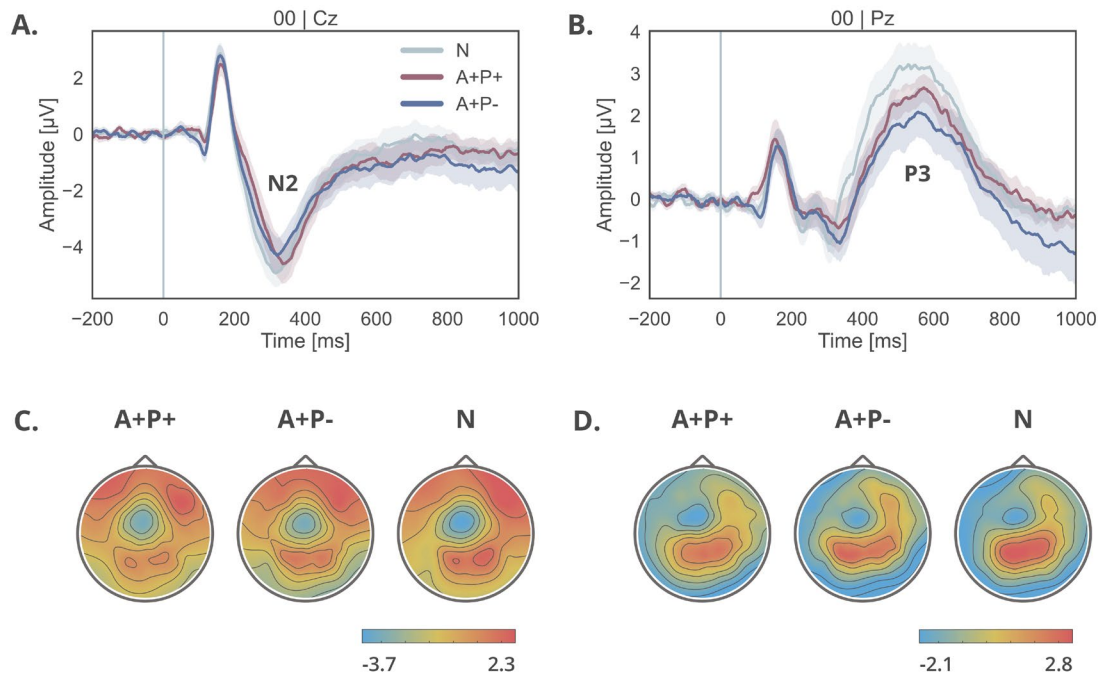 A.
00 | Cz
N
A+P+
A+P-
N2
Amplitude [µV]
2
0
−2
−4
−200 0 200 400 600 800 1000
Time [ms]
B.
00 | Pz
P3
Amplitude [µV]
4
3
2
1
0
−1
−2
−200 0 200 400 600 800 1000
Time [ms]
C.
A+P+ A+P- N
-3.7 2.3
D.
A+P+ A+P- N
-2.1 2.8